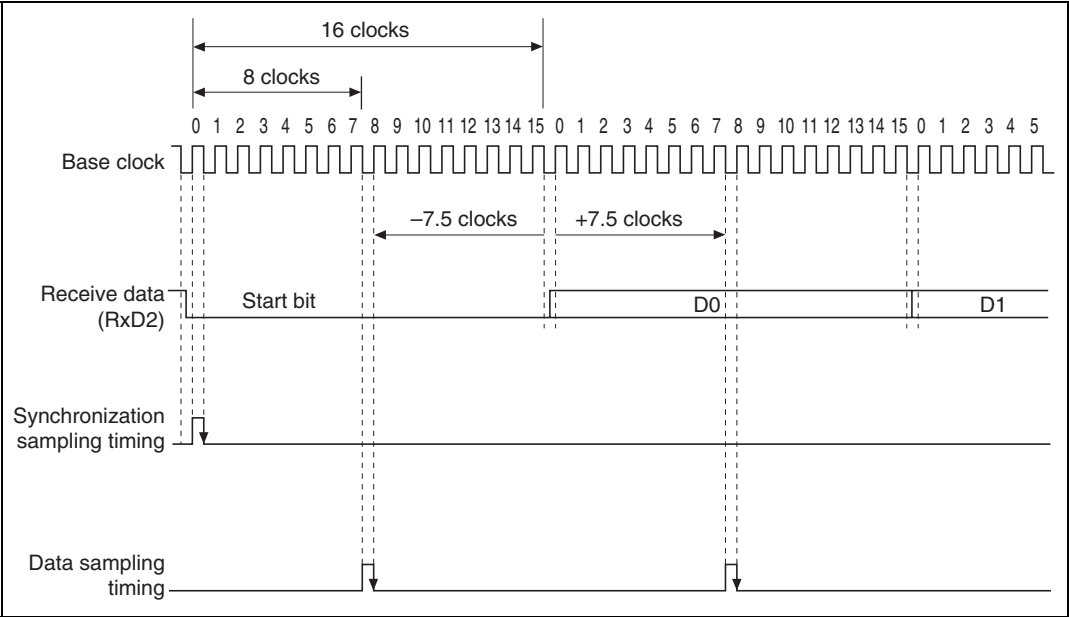 16 clocks
8 clocks
0 1 2 3 4 5 6 7 8 9 10 11 12 13 14 15 0 1 2 3 4 5 6 7 8 9 10 11 12 13 14 15 0 1 2 3 4 5
Base clock
–7.5 clocks +7.5 clocks
Receive data
(RxD2)
Start bit D0 D1
Synchronization
sampling timing
Data sampling
timing